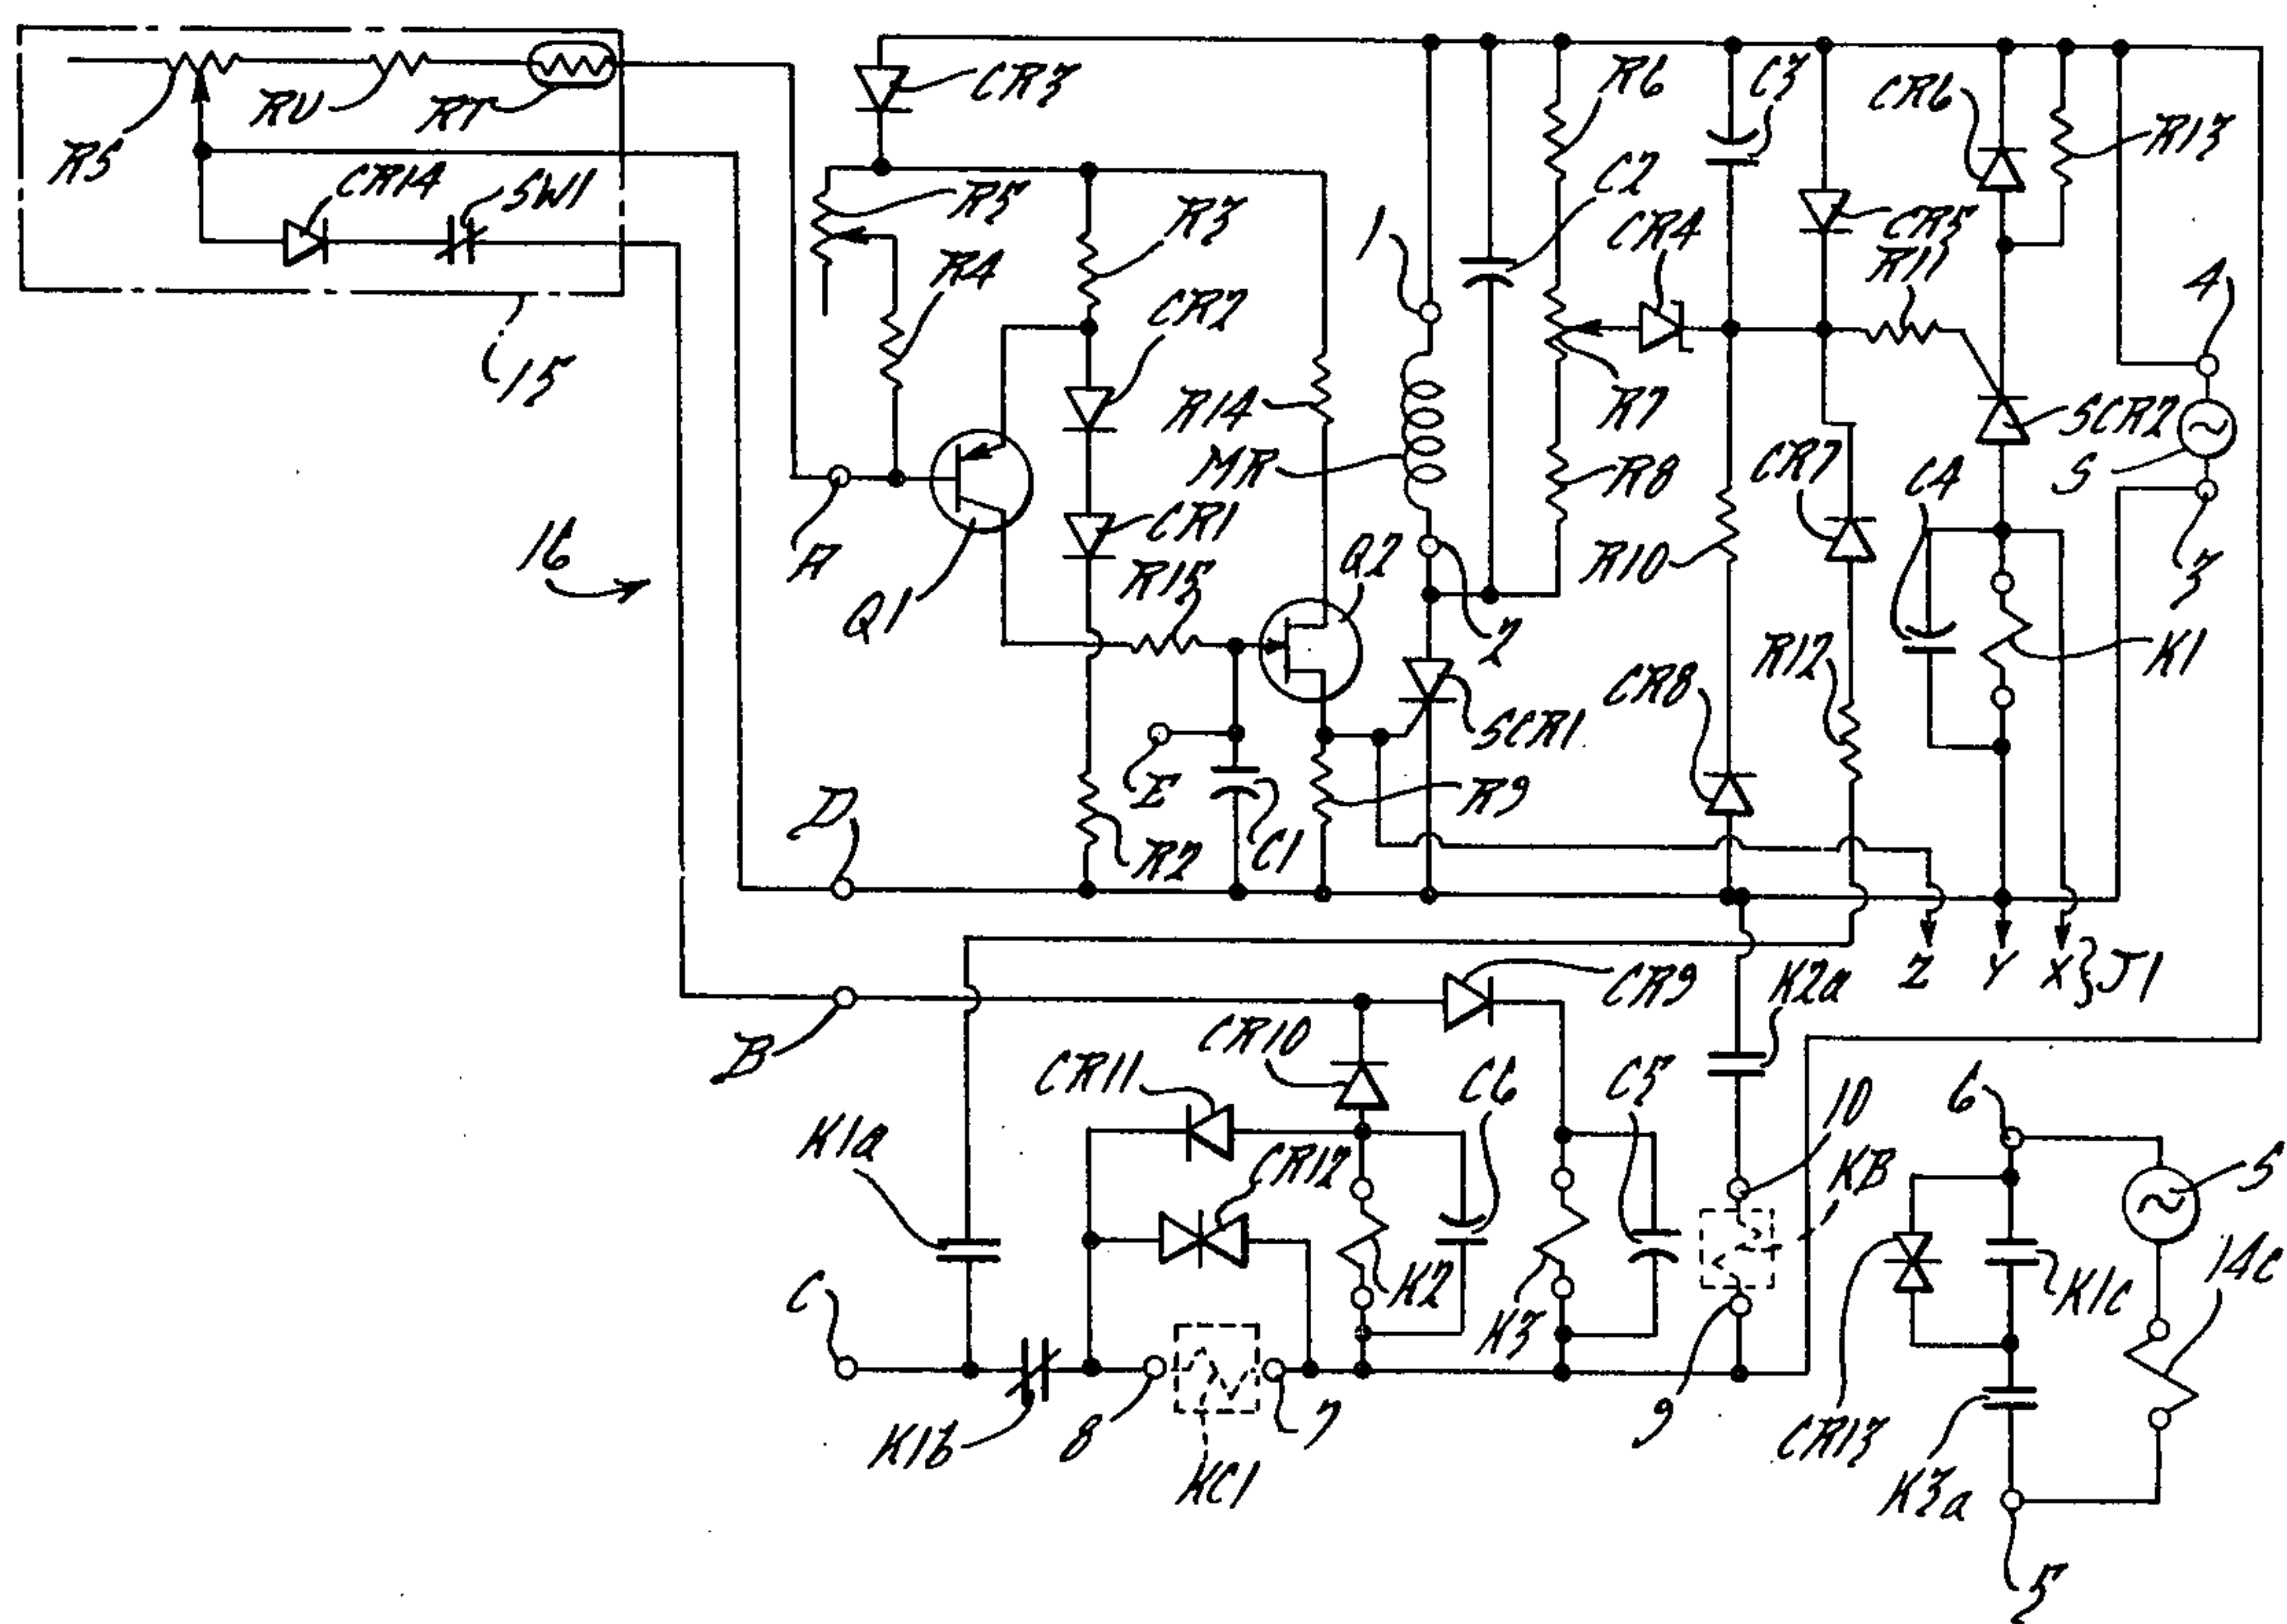 RS
RV
RT
CR14
SW1
15
CR3
R5
R4
R3
CR2
R14
MR
1
C2
R6
CR4
R7
R8
C3
CR5
R11
CR6
R13
4
SCR2
S
3
CR7
C4
R10
16
A
Q1
CR1
R15
Q2
2
R12
K1
CR8
SCR1
E
R9
D
R2
C1
Z
Y
X
J1
B
CR9
K2a
CR10
CR11
C6
C5
10
KB
6
S
K1a
CR12
K2
K3
9
K1c
14c
C
K1b
8
KC1
7
CR13
K3a
5